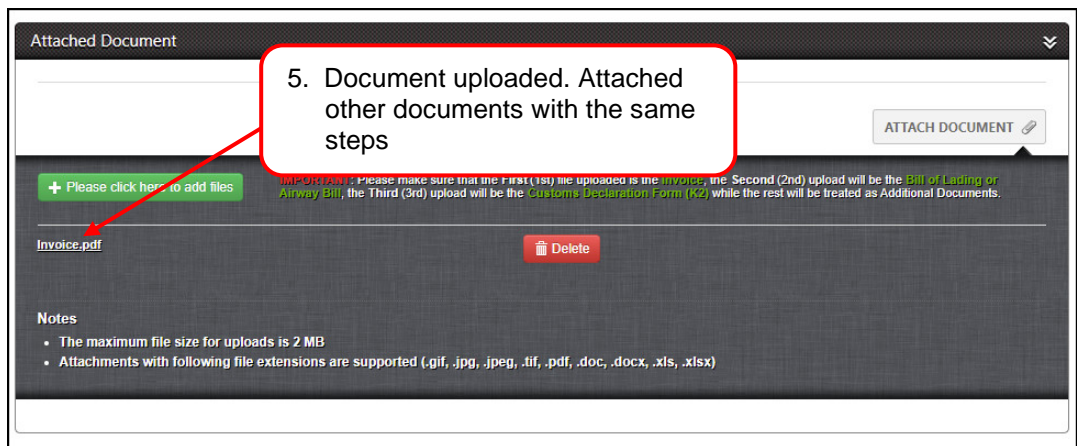 Attached Document
5. Document uploaded. Attached
other documents with the same
steps
ATTACH DOCUMENT
+ Please click here to add files
IMPORTANT: Please make sure that the First (1st) file uploaded is the Invoice, the Second (2nd) upload will be the Bill of Lading or
Airway Bill, the Third (3rd) upload will be the Customs Declaration Form (K2) while the rest will be treated as Additional Documents.
Invoice.pdf
Delete
Notes
• The maximum file size for uploads is 2 MB
• Attachments with following file extensions are supported (.gif, .jpg, .jpeg, .tif, .pdf, .doc, .docx, .xls, .xlsx)